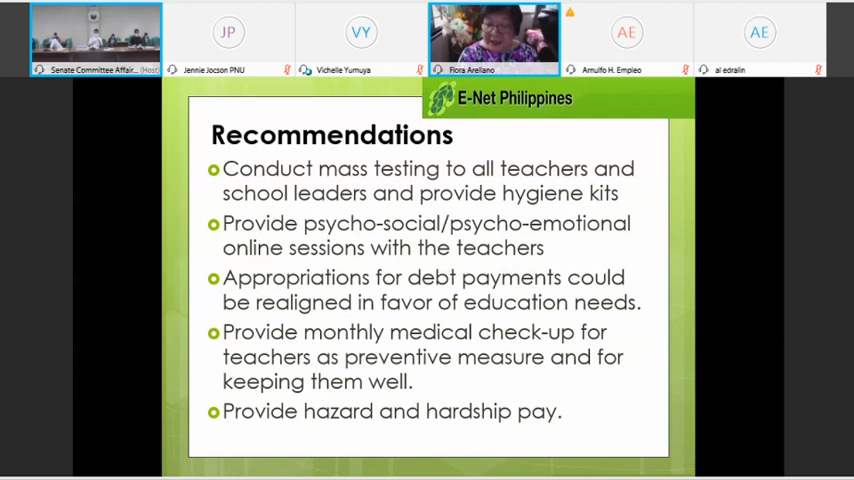 JP
VY
AE
AE
Senate Committee Affair... (Host)
Jennie Jocson PNU
Vichelle Yumuya
Flora Arellano
Arnulfo H. Empleo
al edralin
E-Net Philippines
Recommendations
Conduct mass testing to all teachers and
school leaders and provide hygiene kits
Provide psycho-social/psycho-emotional
online sessions with the teachers
Appropriations for debt payments could
be realigned in favor of education needs.
Provide monthly medical check-up for
teachers as preventive measure and for
keeping them well.
Provide hazard and hardship pay.